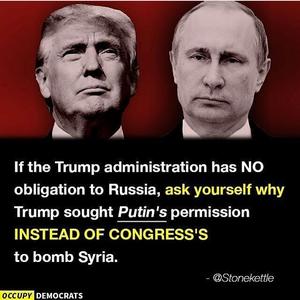 If the Trump administration has NO
obligation to Russia, ask yourself why
Trump sought Putin's permission
INSTEAD OF CONGRESS'S
to bomb Syria.
- @Stonekettle
OCCUPY DEMOCRATS